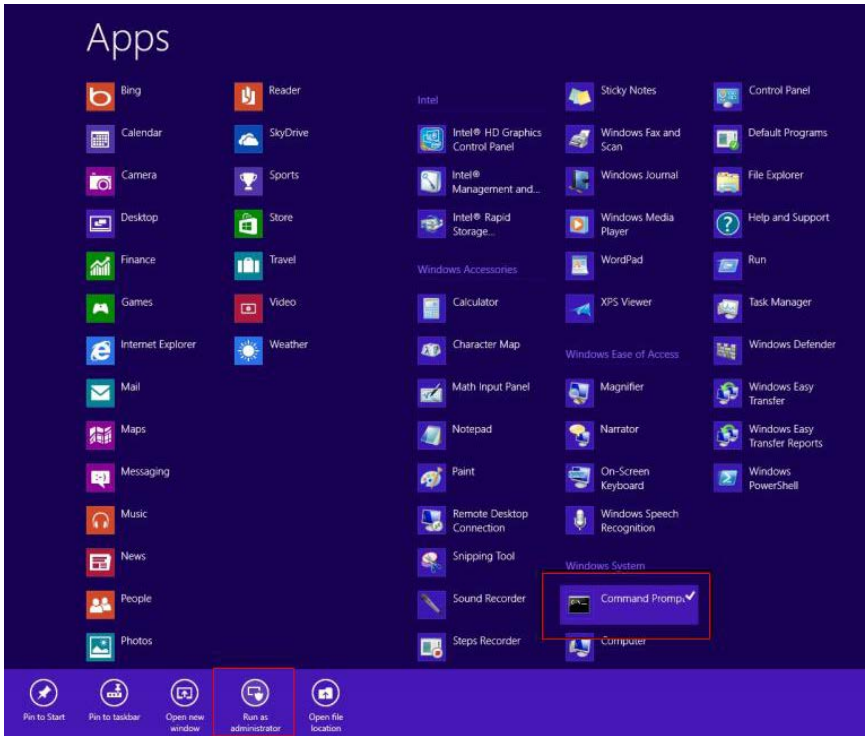 Apps
Bing
Calendar
Camera
Desktop
Finance
Games
Internet Explorer
Mail
Maps
Messaging
Music
News
People
Photos
Reader
SkyDrive
Sports
Store
Travel
Video
Weather
Intel
Intel® HD Graphics
Control Panel
Intel®
Management and...
Intel® Rapid
Storage...
Windows Accessories
Calculator
Character Map
Math Input Panel
Notepad
Paint
Remote Desktop
Connection
Snipping Tool
Sound Recorder
Steps Recorder
Sticky Notes
Windows Fax and
Scan
Windows Journal
Windows Media
Player
WordPad
XPS Viewer
Windows Ease of Access
Magnifier
Narrator
On-Screen
Keyboard
Windows Speech
Recognition
Windows System
Command Promp
Computer
Control Panel
Default Programs
File Explorer
Help and Support
Run
Task Manager
Windows Defender
Windows Easy
Transfer
Windows Easy
Transfer Reports
Windows
PowerShell
Pin to Start
Pin to taskbar
Open new
window
Run as
administrator
Open file
location